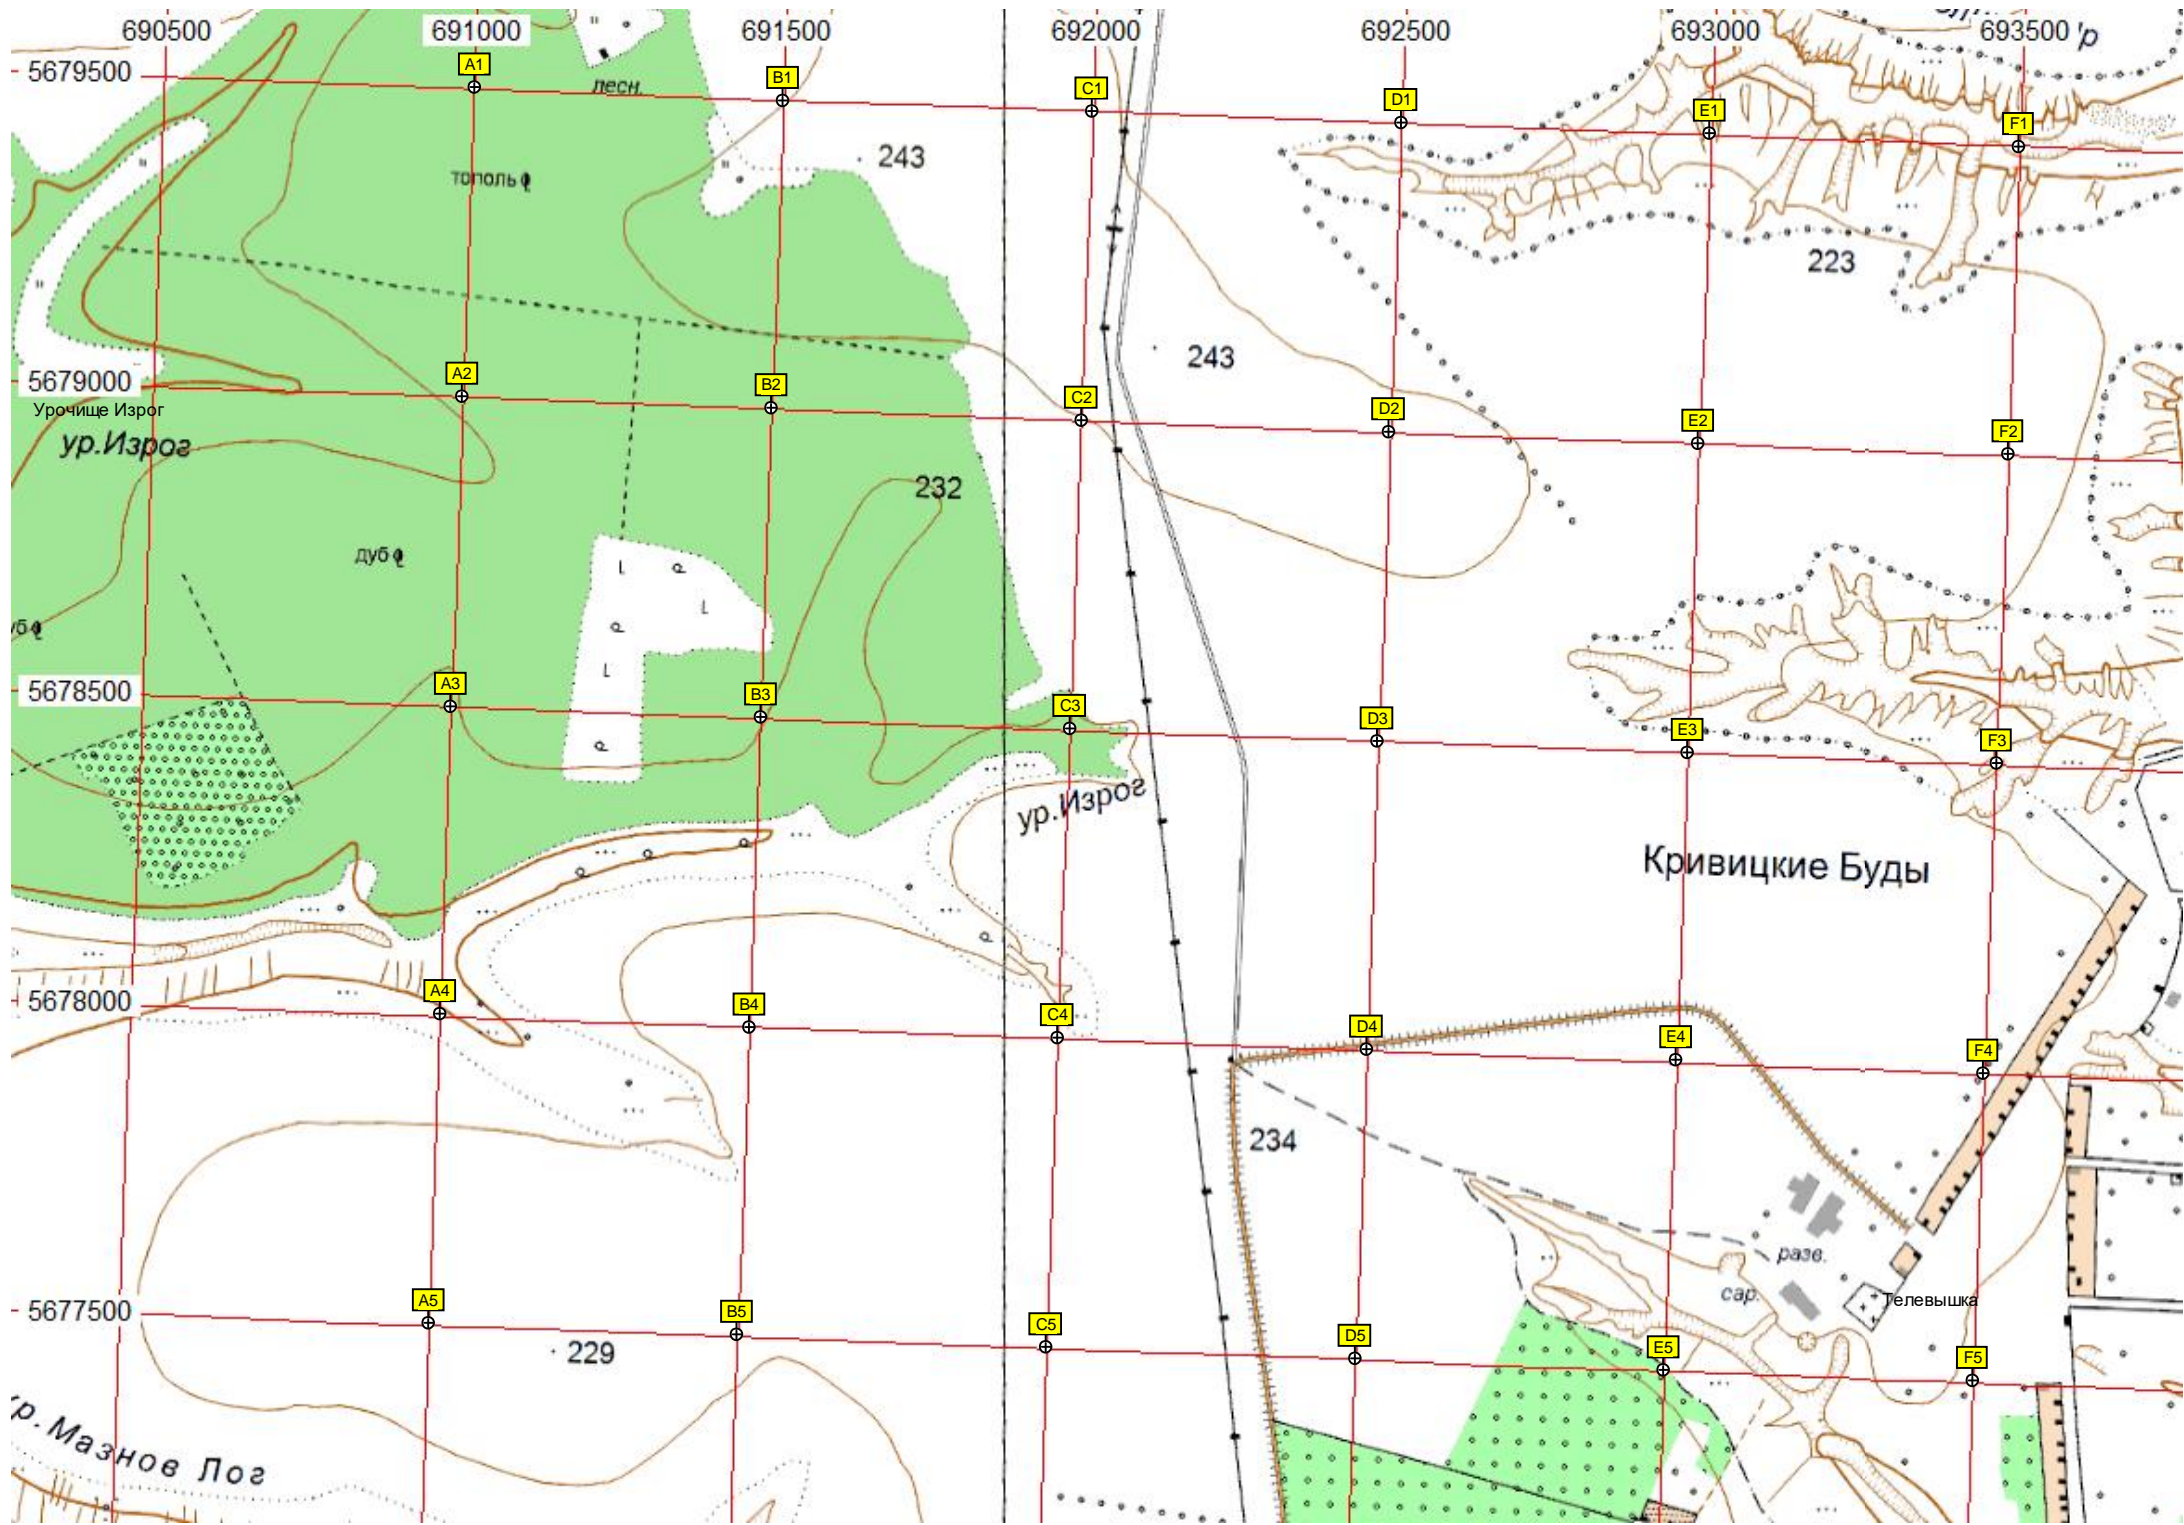 690500 691000 691500 692000 692500 693000 693500
'р
5679500
A1 B1 C1 D1 E1 F1
лесн.
243
тополь
223
243
5679000
A2 B2 C2 D2 E2 F2
Урочище Изрог
ур.Изрог
232
дуб
5678500
A3 B3 C3 D3 E3 F3
ур.Изрог
Кривицкие Буды
5678000
A4 B4 C4 D4 E4 F4
234
разв.
сар.
Телевышка
5677500
A5 B5 C5 D5 E5 F5
229
ур. Мазнов Лог